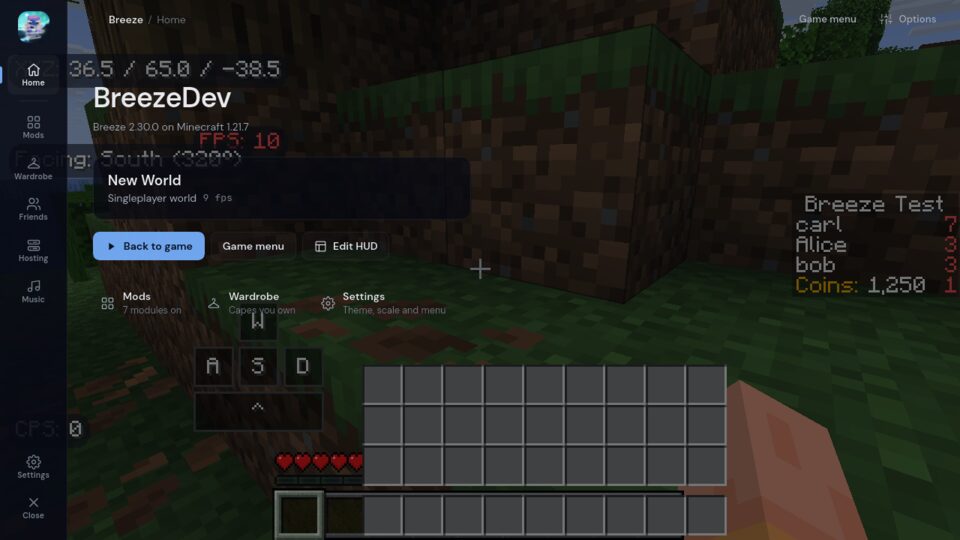 Breeze / Home
Game menu
Options
XYZ: 36.5 / 65.0 / -38.5
Home
BreezeDev
Breeze 2.30.0 on Minecraft 1.21.7
Mods
FPS: 10
Facing: South (320°)
Wardrobe
New World
Singleplayer world 9 fps
Friends
Breeze Test
carl 7
Alice 3
bob 3
Coins: 1,250 1
Hosting
Back to game
Game menu
Edit HUD
Music
Mods
7 modules on
Wardrobe
Capes you own
Settings
Theme, scale and menu
W
A S D
^
CPS: 0
Settings
Close